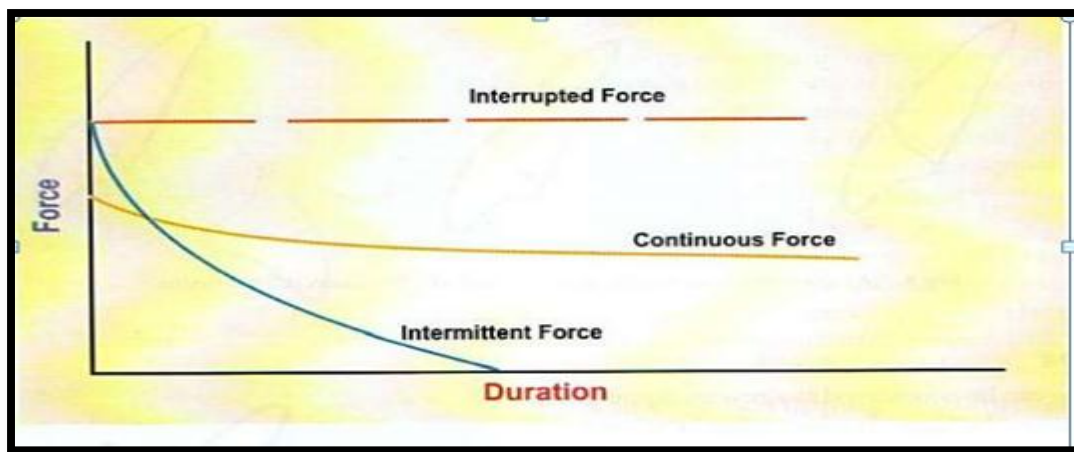 Interrupted Force
Force
Continuous Force
Intermittent Force
Duration